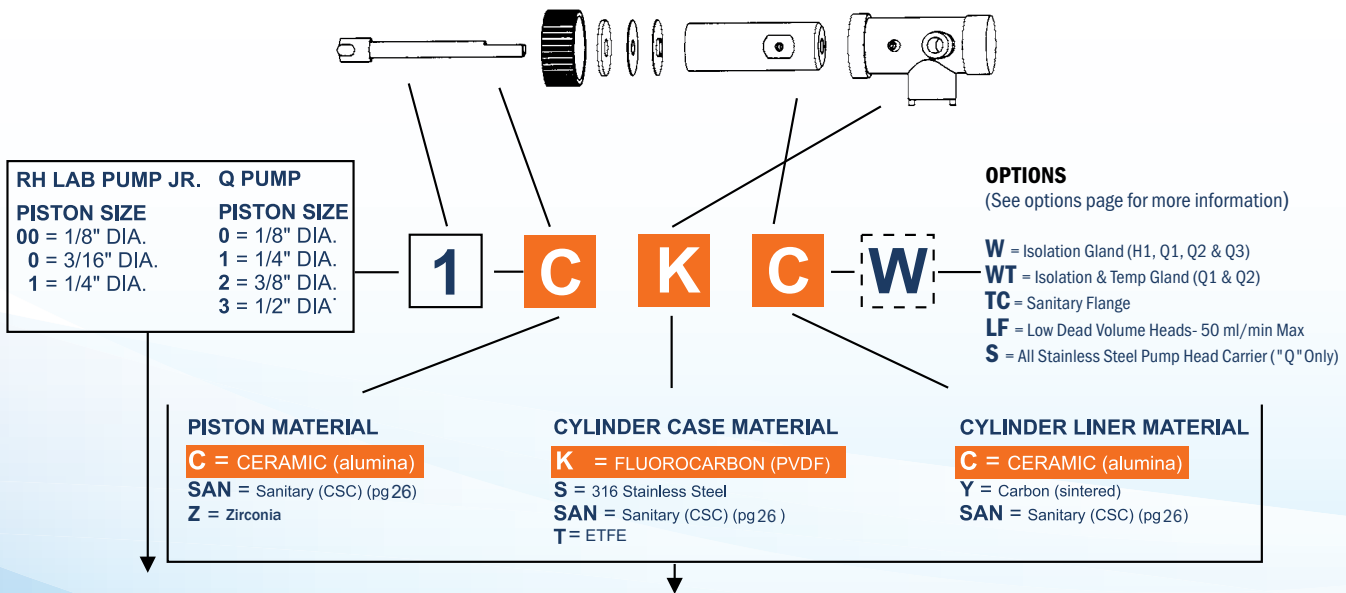 RH LAB PUMP JR.
PISTON SIZE
00 = 1/8" DIA.
0 = 3/16" DIA.
1 = 1/4" DIA.
Q PUMP
PISTON SIZE
0 = 1/8" DIA.
1 = 1/4" DIA.
2 = 3/8" DIA.
3 = 1/2" DIA
1 C K C W
OPTIONS
(See options page for more information)
W = Isolation Gland (H1, Q1, Q2 & Q3)
WT = Isolation & Temp Gland (Q1 & Q2)
TC = Sanitary Flange
LF = Low Dead Volume Heads- 50 ml/min Max
S = All Stainless Steel Pump Head Carrier ("Q"Only)
PISTON MATERIAL
C = CERAMIC (alumina)
SAN = Sanitary (CSC) (pg 26)
Z = Zirconia
CYLINDER CASE MATERIAL
K = FLUOROCARBON (PVDF)
S = 316 Stainless Steel
SAN = Sanitary (CSC) (pg 26 )
T = ETFE
CYLINDER LINER MATERIAL
C = CERAMIC (alumina)
Y = Carbon (sintered)
SAN = Sanitary (CSC) (pg 26)